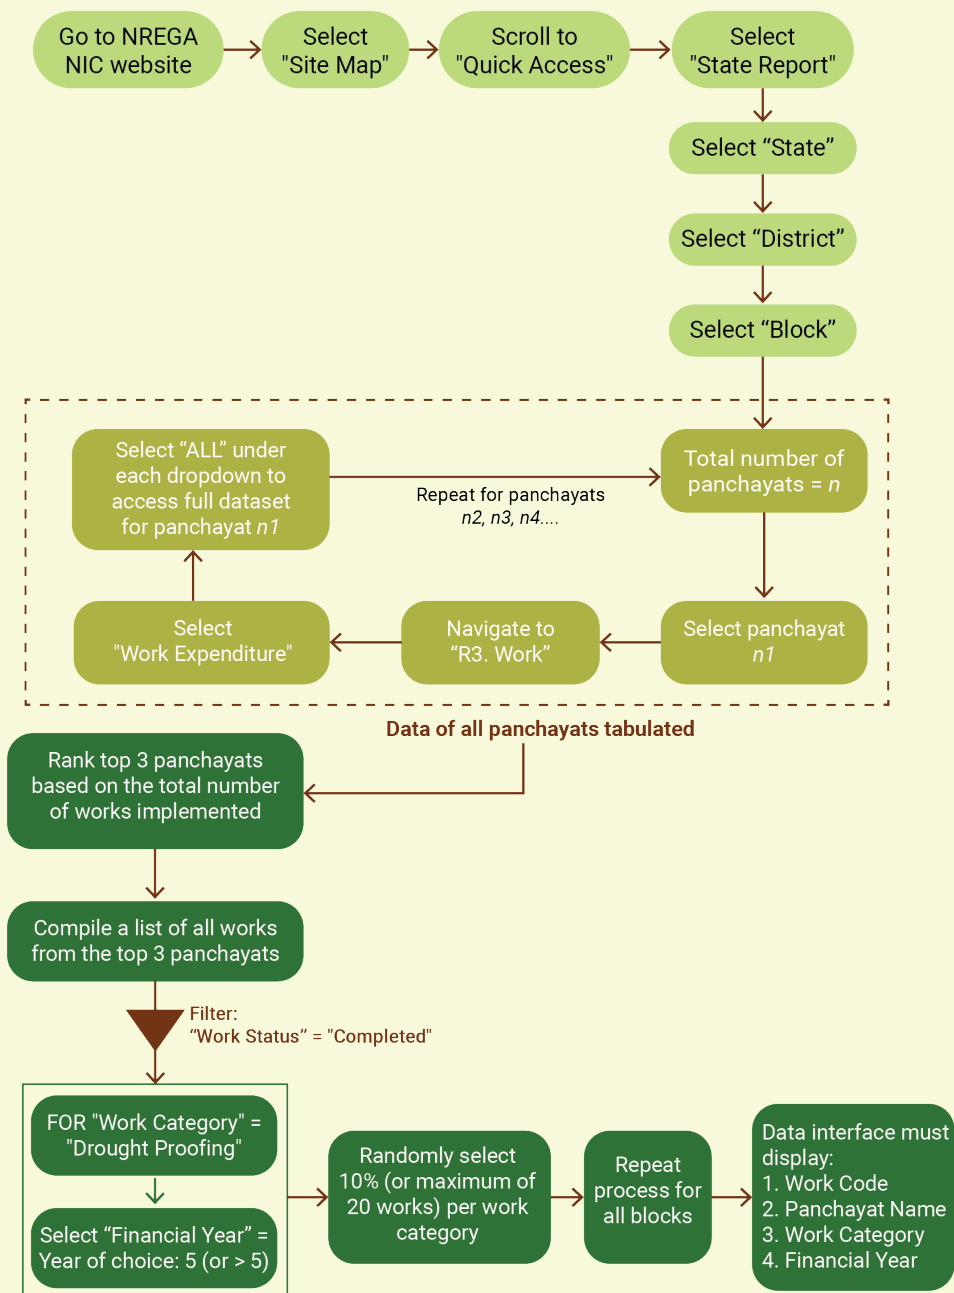 Go to NREGA
NIC website
Select
"Site Map"
Scroll to
"Quick Access"
Select
"State Report"
Select “State”
Select “District”
Select “Block”
Total number of
panchayats = n
Select panchayat
n1
Navigate to
“R3. Work”
Select
"Work Expenditure"
Select “ALL” under
each dropdown to
access full dataset
for panchayat n1
Repeat for panchayats
n2, n3, n4....
Data of all panchayats tabulated
Rank top 3 panchayats
based on the total number
of works implemented
Compile a list of all works
from the top 3 panchayats
Filter:
“Work Status” = "Completed"
FOR "Work Category" =
"Drought Proofing"
Select “Financial Year” =
Year of choice: 5 (or > 5)
Randomly select
10% (or maximum of
20 works) per work
category
Repeat
process for
all blocks
Data interface must
display:
1. Work Code
2. Panchayat Name
3. Work Category
4. Financial Year